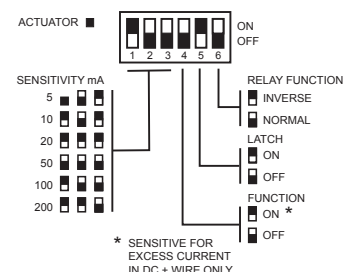 ACTUATOR
ON
OFF
1 2 3 4 5 6
SENSITIVITY mA
5
10
20
50
100
200
RELAY FUNCTION
INVERSE
NORMAL
LATCH
ON
OFF
FUNCTION
ON *
OFF
* SENSITIVE FOR
EXCESS CURRENT
IN DC + WIRE ONLY